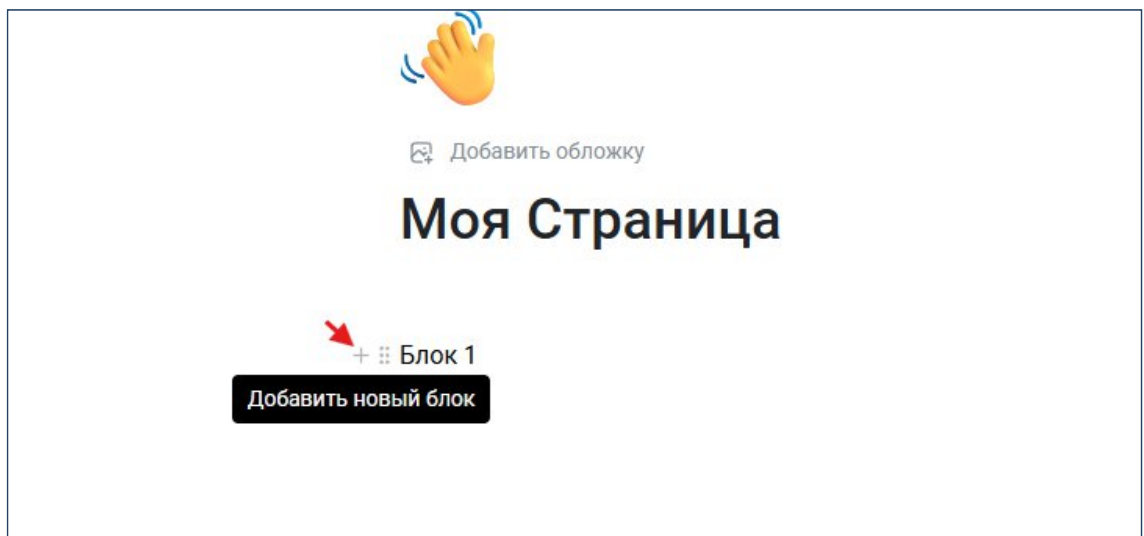 Добавить обложку
Моя Страница
Блок 1
Добавить новый блок